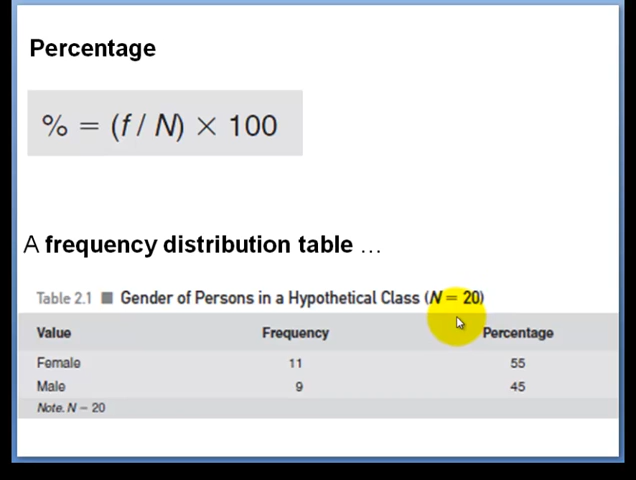 Percentage
% = (f / N) × 100
A frequency distribution table ...
Table 2.1 ■ Gender of Persons in a Hypothetical Class (N = 20)
Value Frequency Percentage
Female 11 55
Male 9 45
Note. N = 20